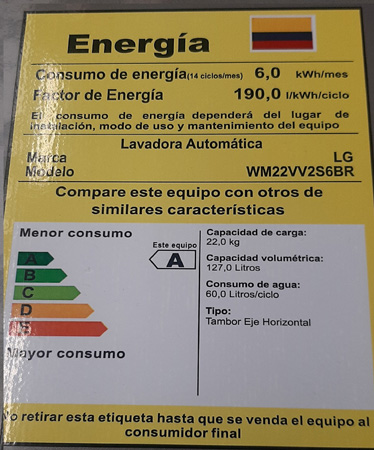 Energía
Consumo de energía(14 ciclos/mes) 6,0 kWh/mes
Factor de Energía 190,0 l/kWh/ciclo
El consumo de energía dependerá del lugar de
instalación, modo de uso y mantenimiento del equipo
Lavadora Automática
Marca LG
Modelo WM22VV2S6BR
Compare este equipo con otros de
similares características
Menor consumo
Este equipo
A
A
B
C
D
E
Mayor consumo
Capacidad de carga:
22,0 kg
Capacidad volumétrica:
127,0 Litros
Consumo de agua:
60,0 Litros/ciclo
Tipo:
Tambor Eje Horizontal
No retirar esta etiqueta hasta que se venda el equipo al
consumidor final